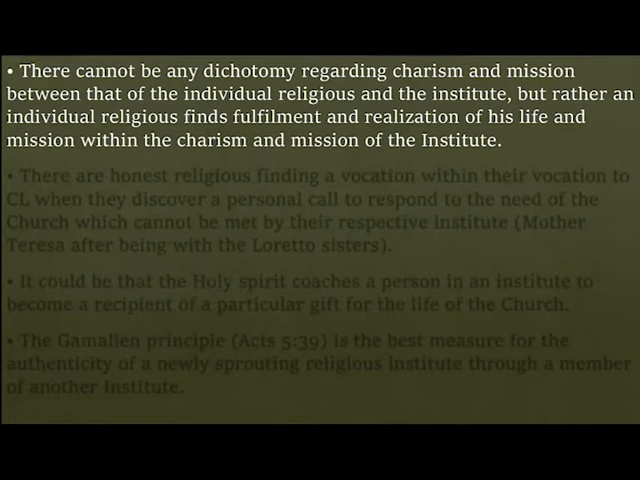 • There cannot be any dichotomy regarding charism and mission
between that of the individual religious and the institute, but rather an
individual religious finds fulfilment and realization of his life and
mission within the charism and mission of the Institute.
• There are honest religious finding a vocation within their vocation to
CL when they discover a personal call to respond to the need of the
Church which cannot be met by their respective institute (Mother
Teresa after being with the Loretto sisters).
• It could be that the Holy spirit coaches a person in an institute to
become a recipient of a particular gift for the life of the Church.
• The Gamalien principle (Acts 5:39) is the best measure for the
authenticity of a newly sprouting religious institute through a member
of another Institute.